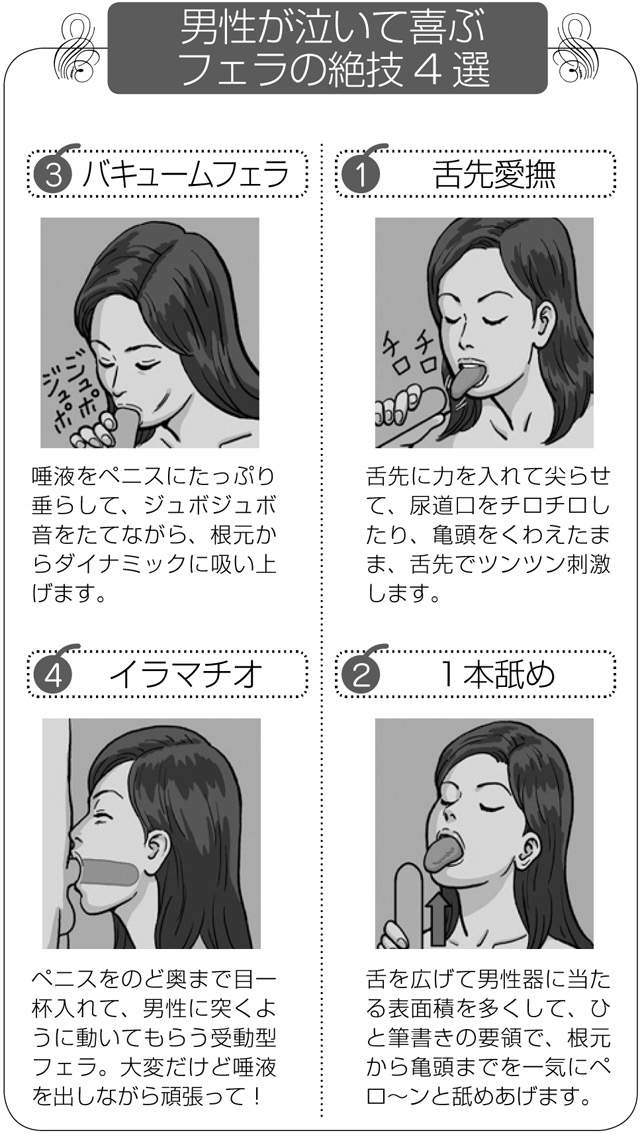 男性が泣いて喜ぶ
フェラの絶技4選
1 舌先愛撫
チロ
チロ
舌先に力を入れて尖らせ
て、尿道口をチロチロし
たり、亀頭をくわえたま
ま、舌先でツンツン刺激
します。
2 1本舐め
舌を広げて男性器に当た
る表面積を多くして、ひ
と筆書きの要領で、根元
から亀頭までを一気にペ
ロ〜ンと舐めあげます。
3 バキュームフェラ
ジュポ
ジュポ
唾液をペニスにたっぷり
垂らして、ジュボジュボ
音をたてながら、根元か
らダイナミックに吸い上
げます。
4 イラマチオ
ペニスをのど奥まで目一
杯入れて、男性に突くよ
うに動いてもらう受動型
フェラ。大変だけど唾液
を出しながら頑張って！